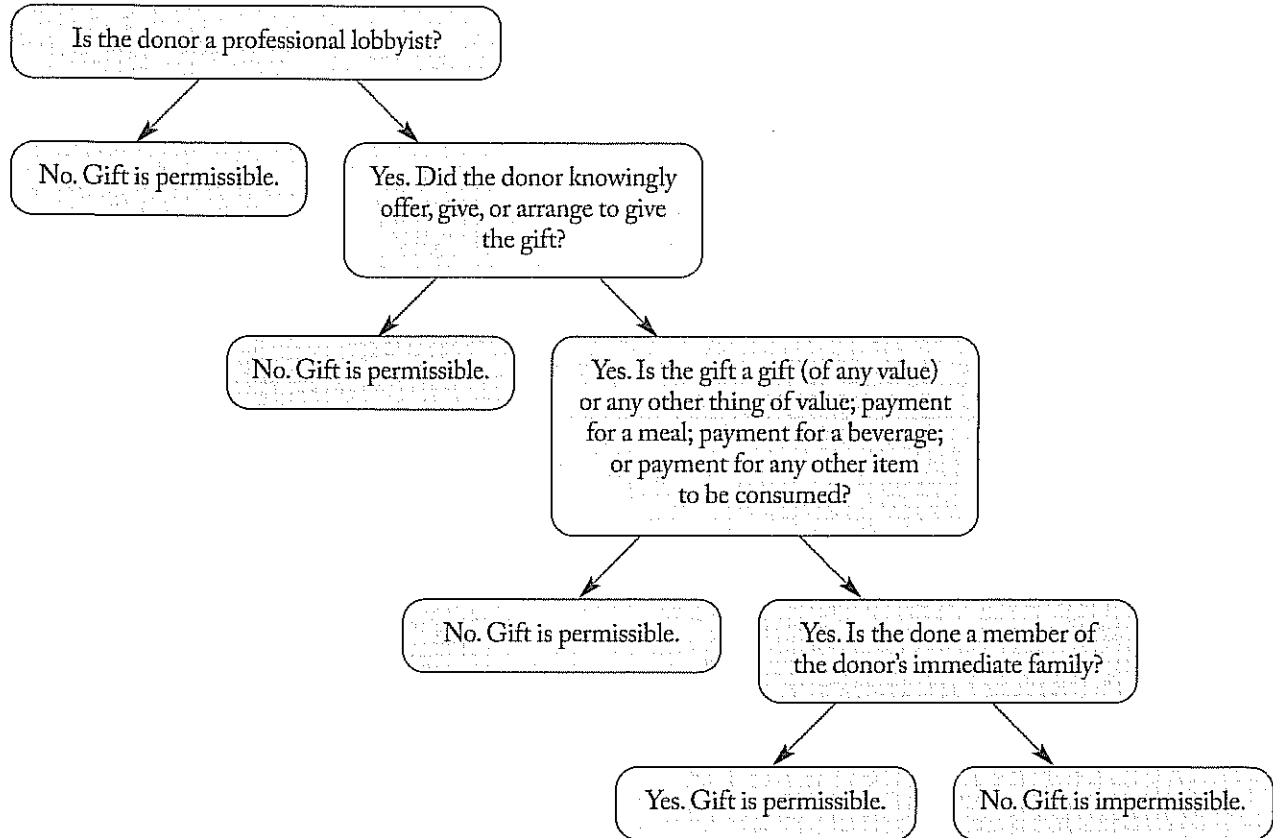 Is the donor a professional lobbyist?
No. Gift is permissible.
Yes. Did the donor knowingly
offer, give, or arrange to give
the gift?
No. Gift is permissible.
Yes. Is the gift a gift (of any value)
or any other thing of value; payment
for a meal; payment for a beverage;
or payment for any other item
to be consumed?
No. Gift is permissible.
Yes. Is the done a member of
the donor's immediate family?
Yes. Gift is permissible.
No. Gift is impermissible.